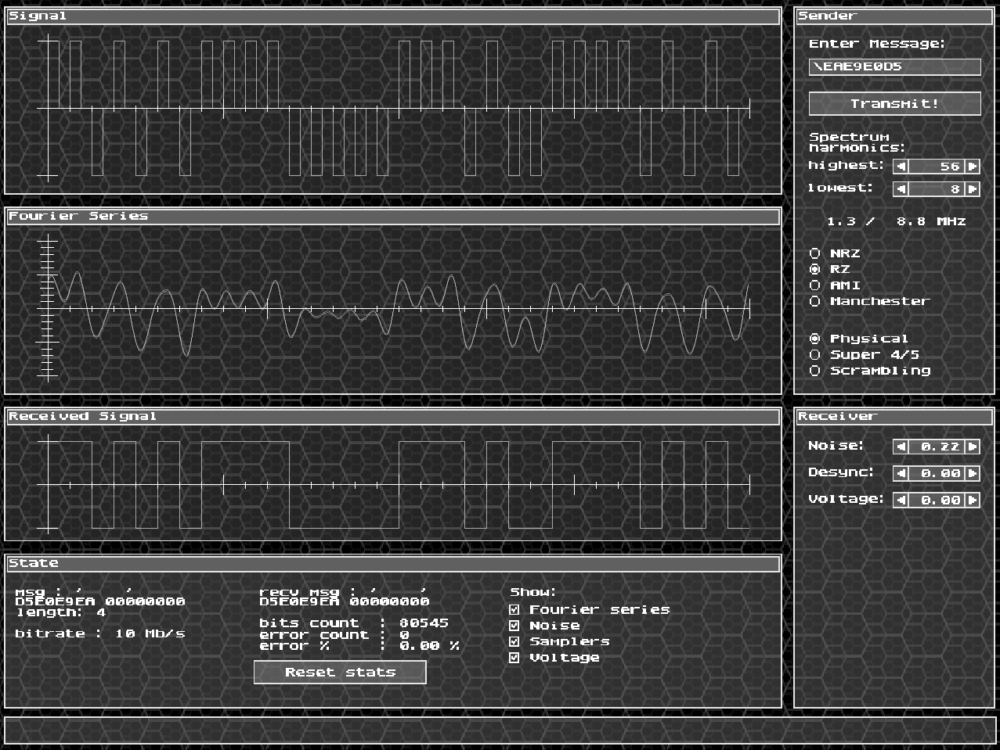 Signal
Sender
Enter Message:
\EAE9E0D5
Transmit!
Spectrum
harmonics:
highest: 56
lowest: 8
1.3 / 8.8 MHz
NRZ
RZ
AMI
Manchester
Physical
Super 4/5
Scrambling
Fourier Series
Received Signal
Receiver
Noise: 0.22
Desync: 0.00
Voltage: 0.00
State
msg : ' '
D5E0E9EA 00000000
length: 4
bitrate : 10 Mb/s
recv msg : ' '
D5E0E9EA 00000000
bits count : 80545
error count : 0
error % : 0.00 %
Reset stats
Show:
Fourier series
Noise
Samplers
Voltage